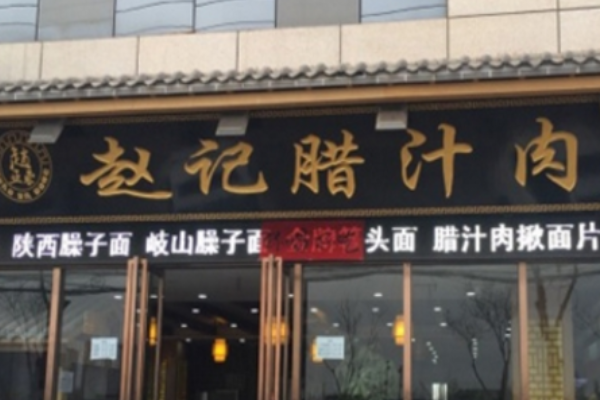 赵记腊汁肉
陕西臊子面 岐山臊子面 头面 腊汁肉揪面片